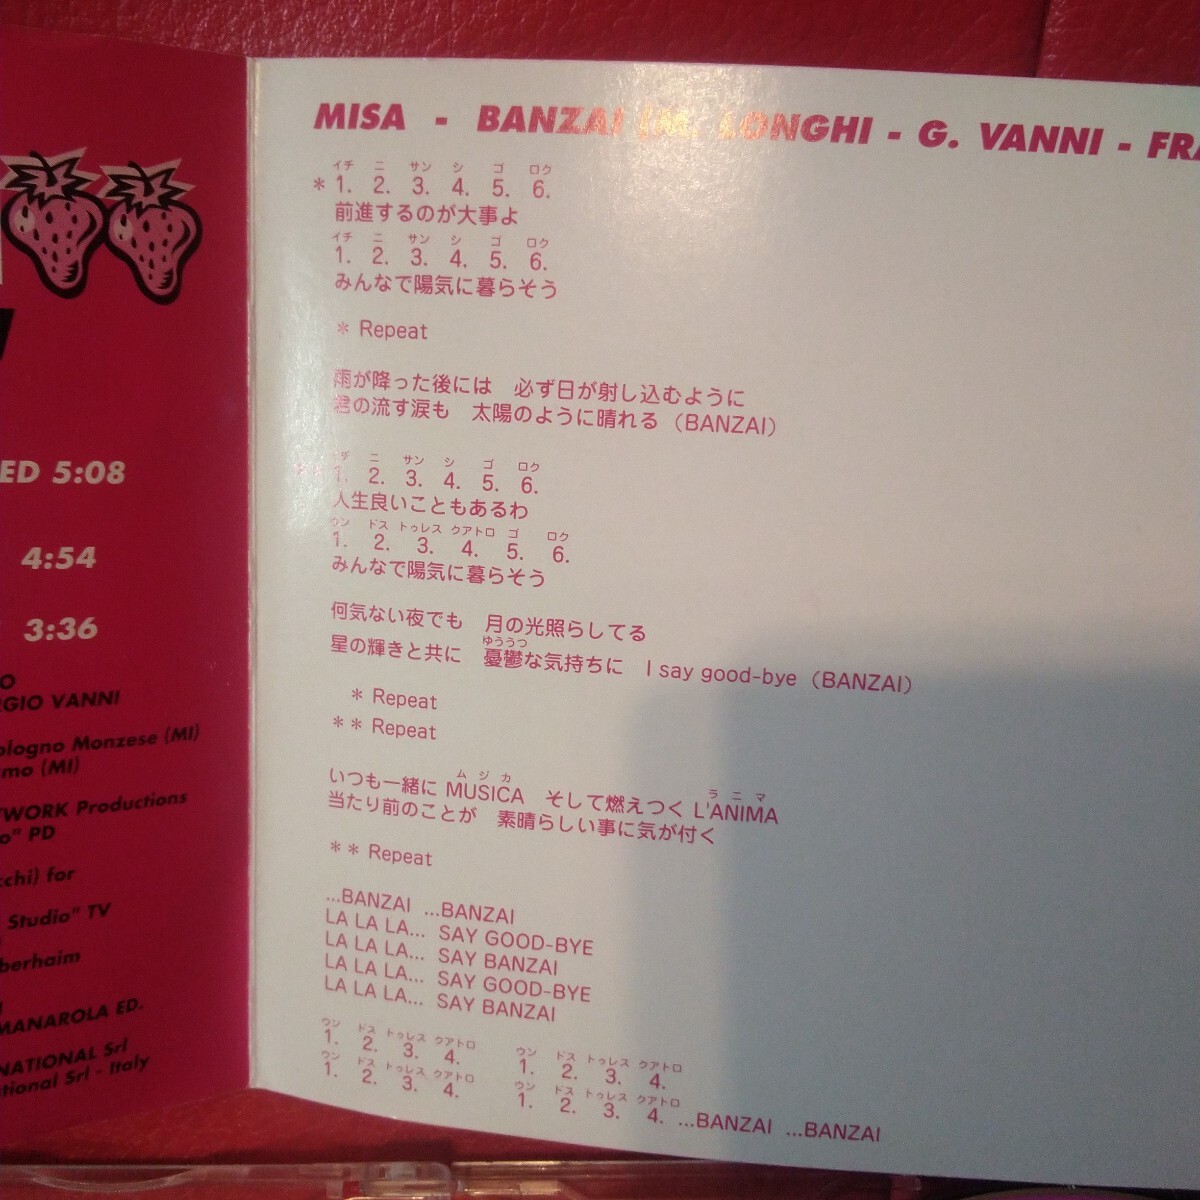 ED 5:08
4:54
3:36
O
RGIO VANNI
ologno Monzese (MI)
mo (MI)
TWORK Productions
o" PD
cchi) for
Studio" TV
berhaim
MANAROLA ED.
NATIONAL Srl
tional Srl - Italy
MISA - BANZAI (M. LONGHI - G. VANNI - FRA
イチ ニ サン シ ゴ ロク
* 1. 2. 3. 4. 5. 6.
前進するのが大事よ
イチ ニ サン シ ゴ ロク
1. 2. 3. 4. 5. 6.
みんなで陽気に暮らそう
* Repeat
雨が降った後には 必ず日が射し込むように
君の流す涙も 太陽のように晴れる (BANZAI)
イチ ニ サン シ ゴ ロク
** 1. 2. 3. 4. 5. 6.
人生良いこともあるわ
ウン ドス トゥレス クアトロ ゴ ロク
1. 2. 3. 4. 5. 6.
みんなで陽気に暮らそう
何気ない夜でも 月の光照らしてる
ゆううつ
星の輝きと共に 憂鬱な気持ちに I say good-bye (BANZAI)
* Repeat
** Repeat
ムジカ ラニマ
いつも一緒に MUSICA そして燃えつく L'ANIMA
当たり前のことが 素晴らしい事に気が付く
** Repeat
...BANZAI ...BANZAI
LA LA LA... SAY GOOD-BYE
LA LA LA... SAY BANZAI
LA LA LA... SAY GOOD-BYE
LA LA LA... SAY BANZAI
ウン ドス トゥレス クアトロ ウン ドス トゥレス クアトロ
1. 2. 3. 4. 1. 2. 3. 4.
ウン ドス トゥレス クアトロ ウン ドス トゥレス クアトロ
1. 2. 3. 4. 1. 2. 3. 4. ...BANZAI ...BANZAI